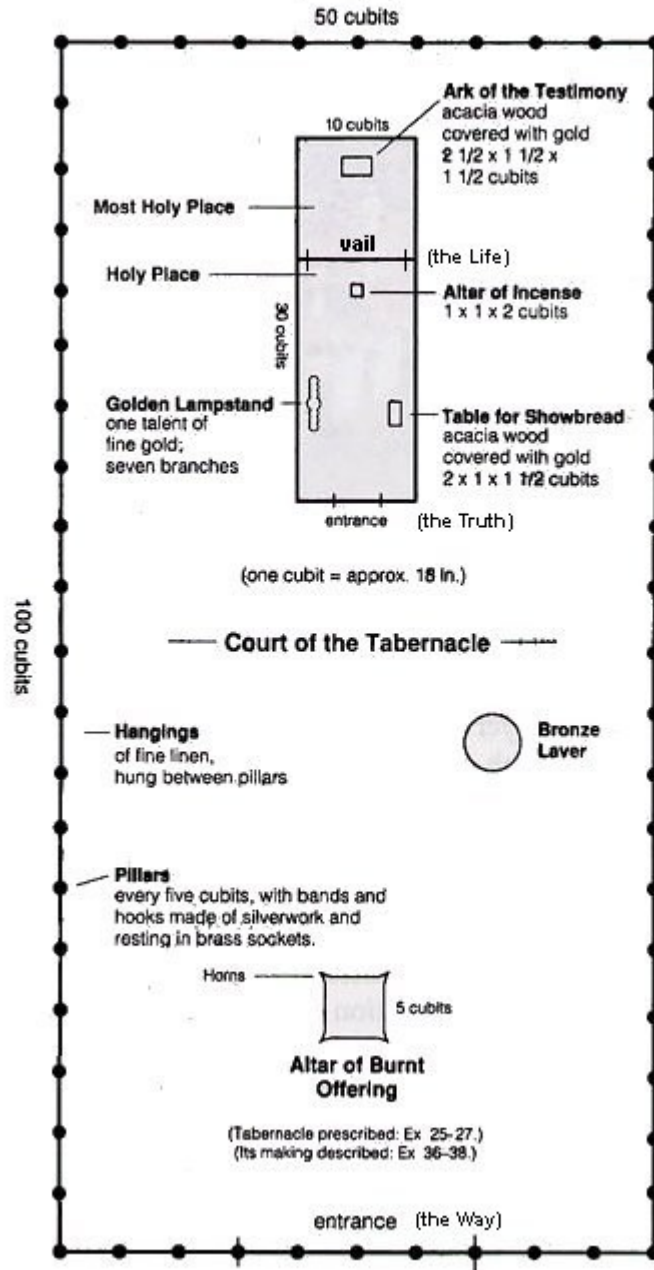 50 cubits
Ark of the Testimony
acacia wood
covered with gold
2 1/2 x 1 1/2 x
1 1/2 cubits
10 cubits
Most Holy Place
vail
(the Life)
Holy Place
Altar of Incense
1 x 1 x 2 cubits
30 cubits
Golden Lampstand
one talent of
fine gold;
seven branches
Table for Showbread
acacia wood
covered with gold
2 x 1 x 1 1/2 cubits
entrance (the Truth)
(one cubit = approx. 18 in.)
100 cubits
Court of the Tabernacle
Hangings
of fine linen,
hung between pillars
Bronze
Laver
Pillars
every five cubits, with bands and
hooks made of silverwork and
resting in brass sockets.
Horns
5 cubits
Altar of Burnt
Offering
(Tabernacle prescribed: Ex 25-27.)
(Its making described: Ex 36-38.)
entrance (the Way)